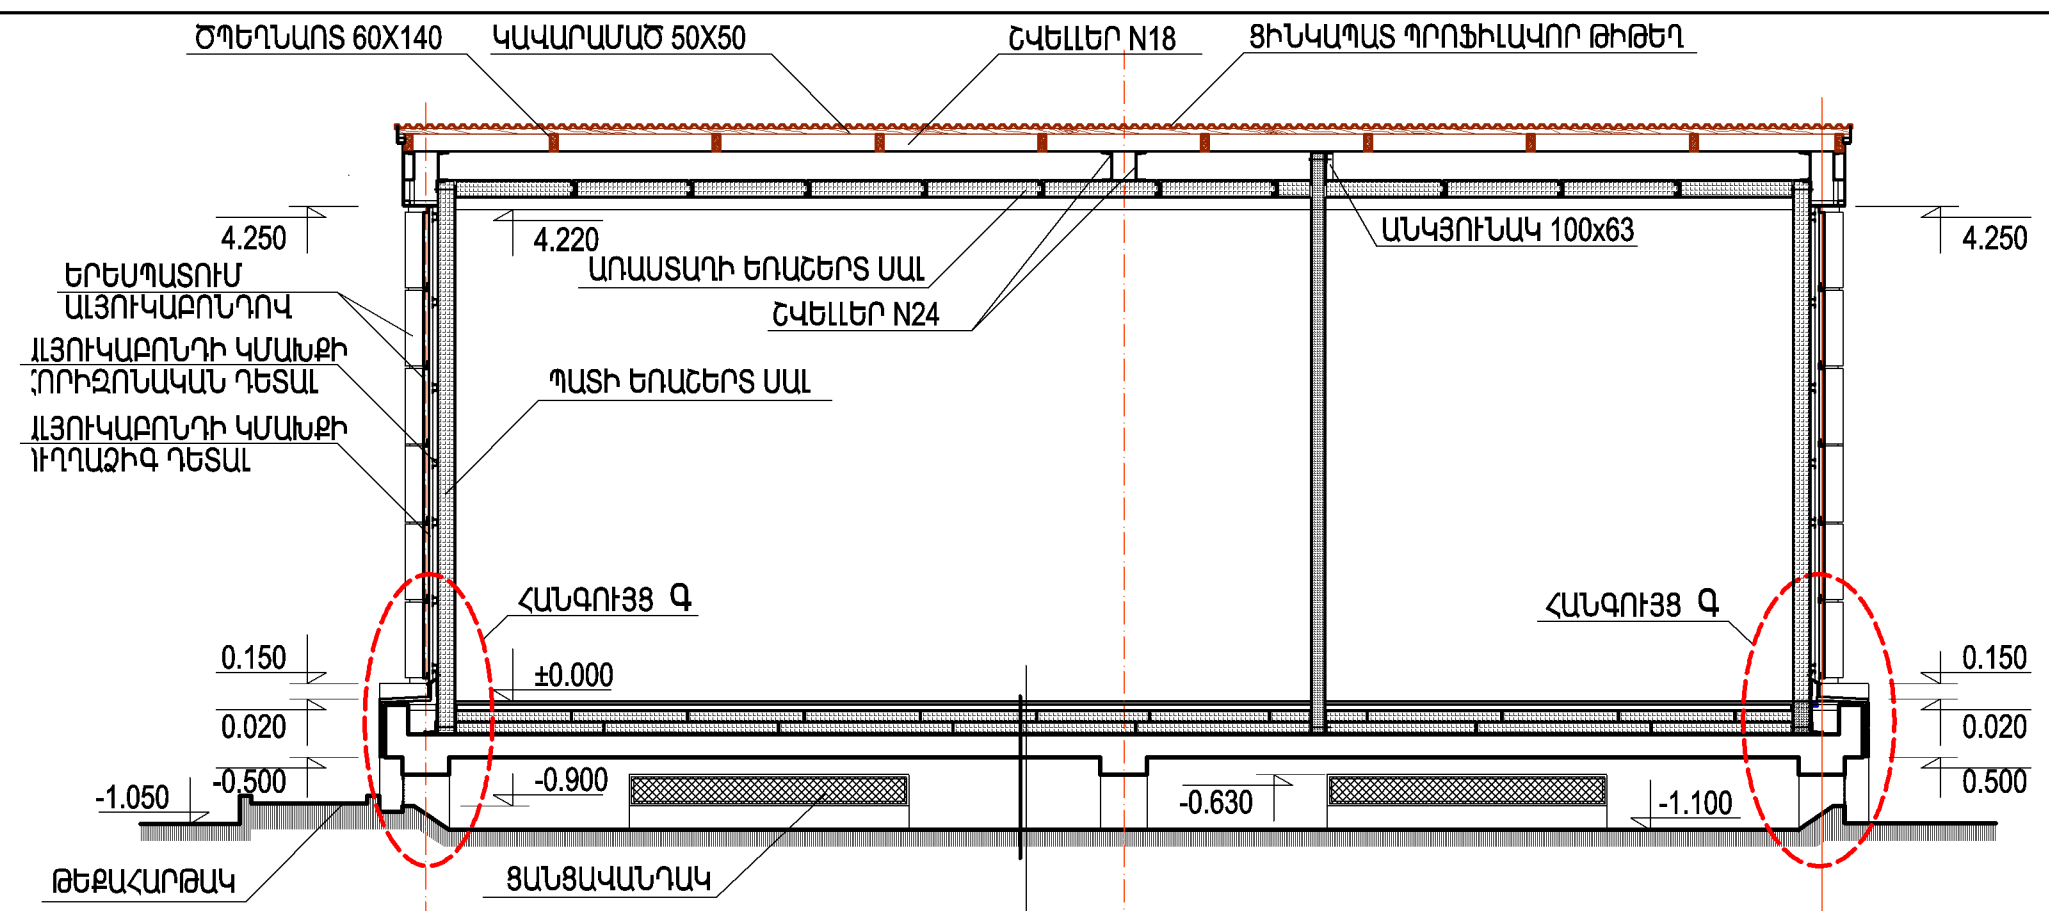 ԾՊԵՂՆԱՈՏ 60X140
ԿԱՎԱՐԱՄԱԾ 50X50
ՇՎԵԼԼԵՐ N18
ՑԻՆԿԱՊԱՏ ՊՐՈՖԻԼԱՎՈՐ ԹԻԹԵՂ
4.250
4.220
ԱՆԿՅՈՒՆԱԿ 100x63
4.250
ԱՌԱՍՏԱՂԻ ԵՌԱՇԵՐՏ ՍԱԼ
ՇՎԵԼԼԵՐ N24
ԵՐԵՍՊԱՏՈՒՄ
ԱԼՅՈՒԿԱԲՈՆԴՈՎ
ԱԼՅՈՒԿԱԲՈՆԴԻ ԿՄԱԽՔԻ
ՀՈՐԻԶՈՆԱԿԱՆ ԴԵՏԱԼ
ՊԱՏԻ ԵՌԱՇԵՐՏ ՍԱԼ
ԱԼՅՈՒԿԱԲՈՆԴԻ ԿՄԱԽՔԻ
ՈՒՂՂԱՁԻԳ ԴԵՏԱԼ
ՀԱՆԳՈՒՅՑ Գ
ՀԱՆԳՈՒՅՑ Գ
0.150
±0.000
0.150
0.020
0.020
-0.500
-0.900
-0.630
0.500
-1.050
-1.100
ԹԵՔԱՀԱՐԹԱԿ
ՑԱՆՑԱՎԱՆԴԱԿ